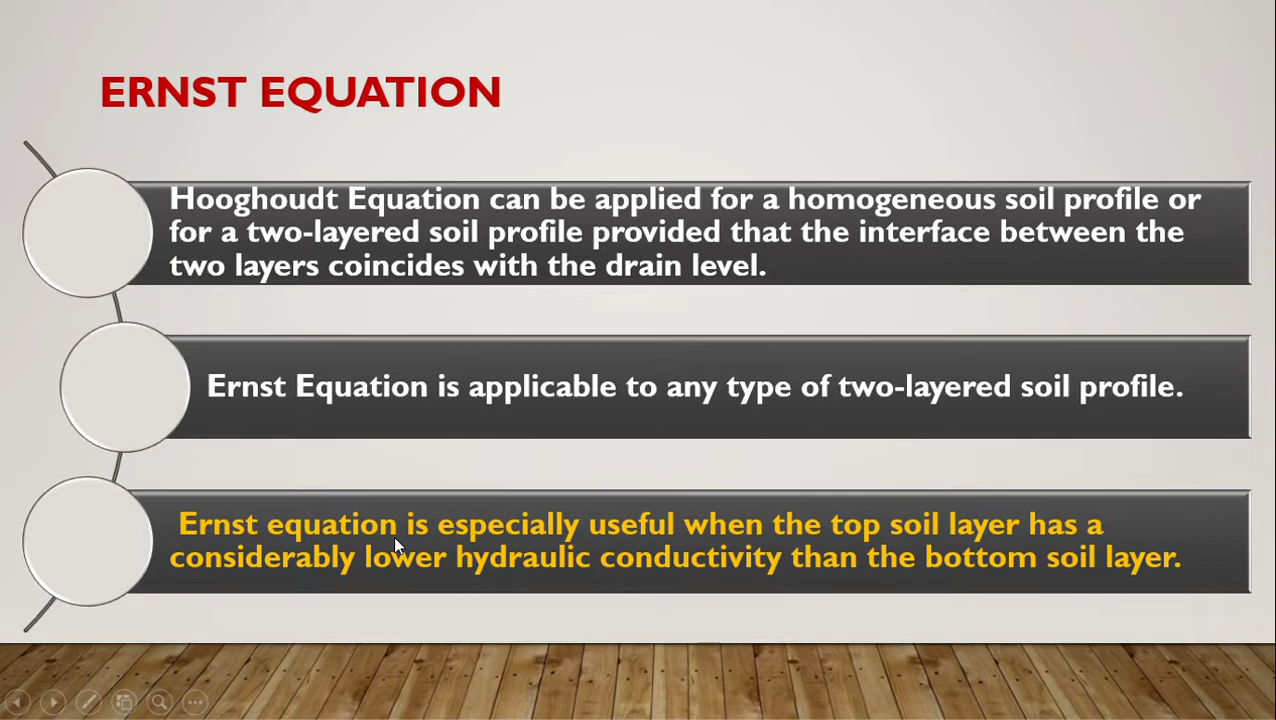 ERNST EQUATION
Hooghoudt Equation can be applied for a homogeneous soil profile or
for a two-layered soil profile provided that the interface between the
two layers coincides with the drain level.
Ernst Equation is applicable to any type of two-layered soil profile.
Ernst equation is especially useful when the top soil layer has a
considerably lower hydraulic conductivity than the bottom soil layer.